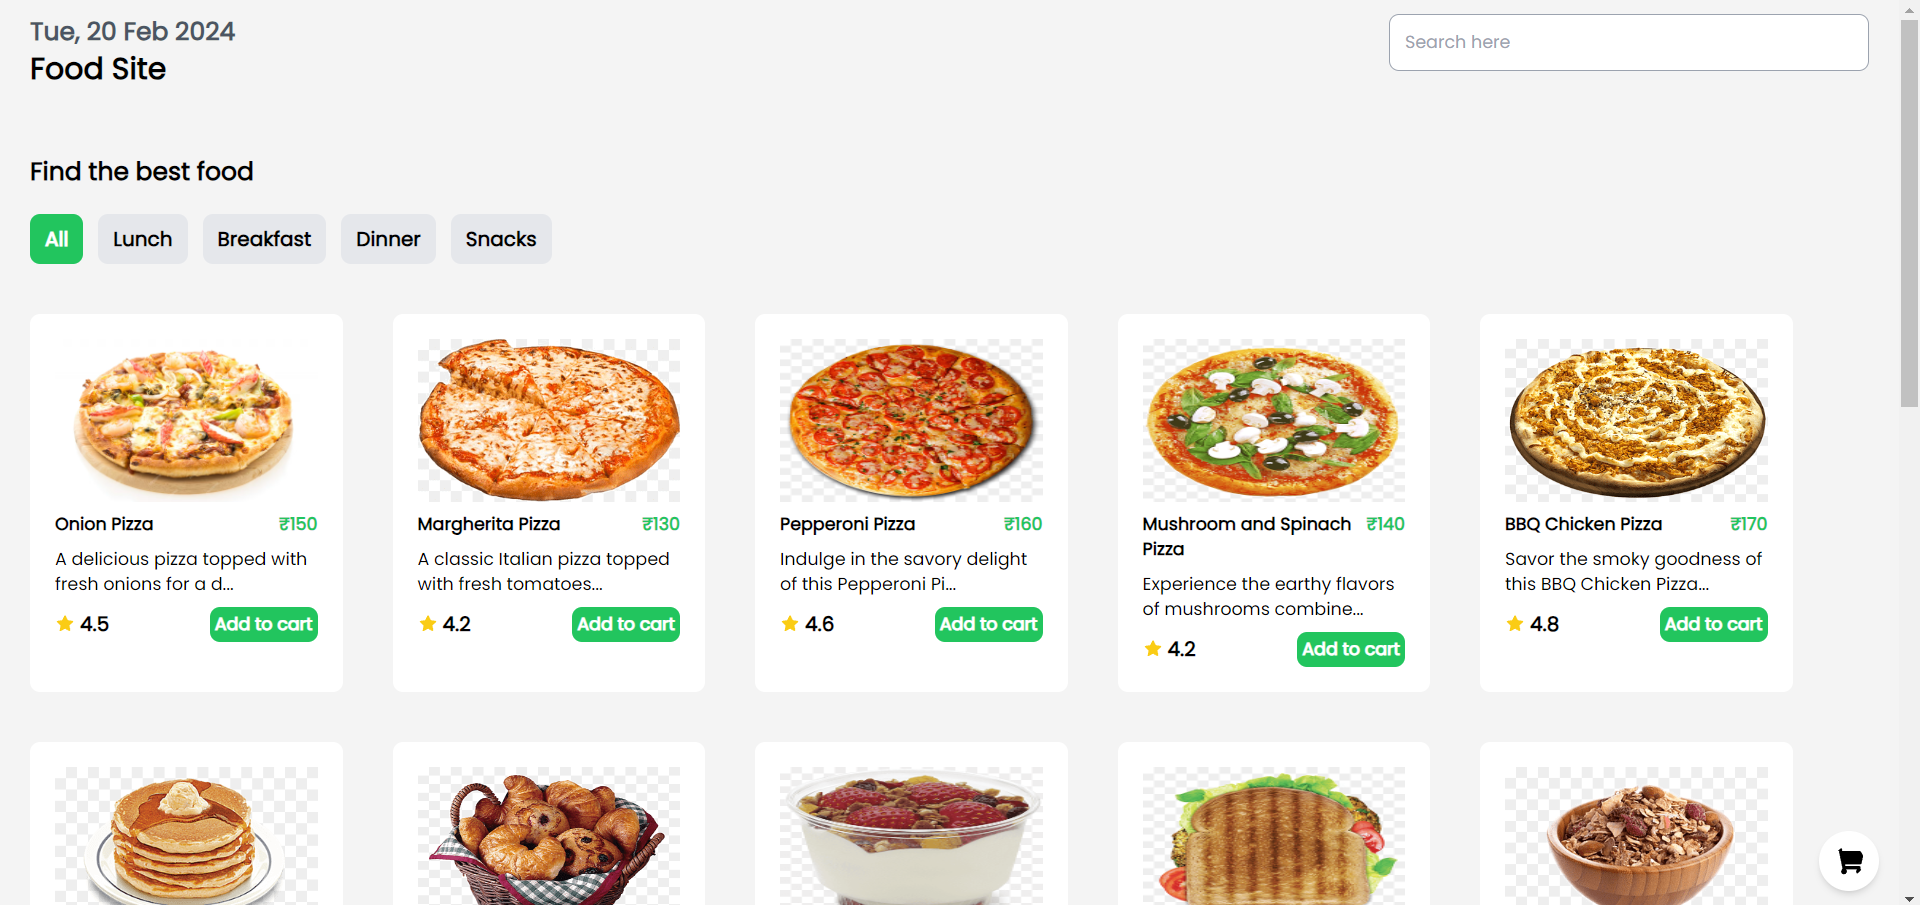 Tue, 20 Feb 2024
Food Site
Search here
Find the best food
All
Lunch
Breakfast
Dinner
Snacks
Onion Pizza
₹150
A delicious pizza topped with
fresh onions for a d...
4.5
Add to cart
Margherita Pizza
₹130
A classic Italian pizza topped
with fresh tomatoes...
4.2
Add to cart
Pepperoni Pizza
₹160
Indulge in the savory delight
of this Pepperoni Pi...
4.6
Add to cart
Mushroom and Spinach
Pizza
₹140
Experience the earthy flavors
of mushrooms combine...
4.2
Add to cart
BBQ Chicken Pizza
₹170
Savor the smoky goodness of
this BBQ Chicken Pizza...
4.8
Add to cart